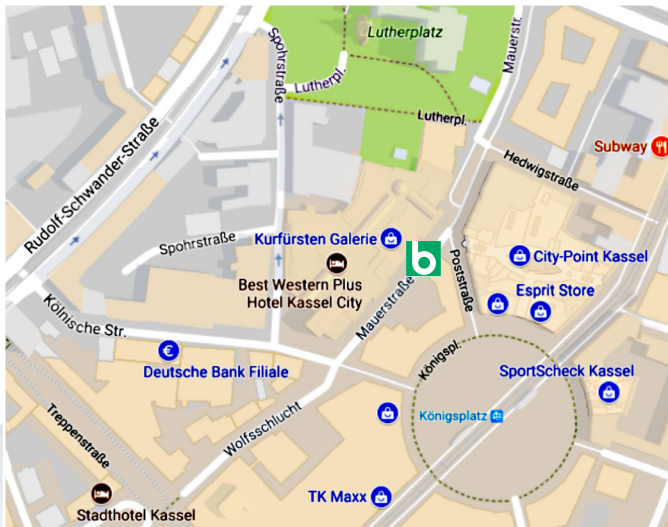 Lutherplatz
Mauerstr.
Spohrstraße
Lutherpl.
Lutherpl.
Rudolf-Schwander-Straße
Subway
Hedwigstraße
Spohrstraße
Kurfürsten Galerie
b
City-Point Kassel
Poststraße
Best Western Plus
Hotel Kassel City
Esprit Store
Mauerstraße
Kölnische Str.
€
Deutsche Bank Filiale
Königspl.
SportScheck Kassel
Königsplatz
Treppenstraße
Wolfsschlucht
TK Maxx
Stadthotel Kassel